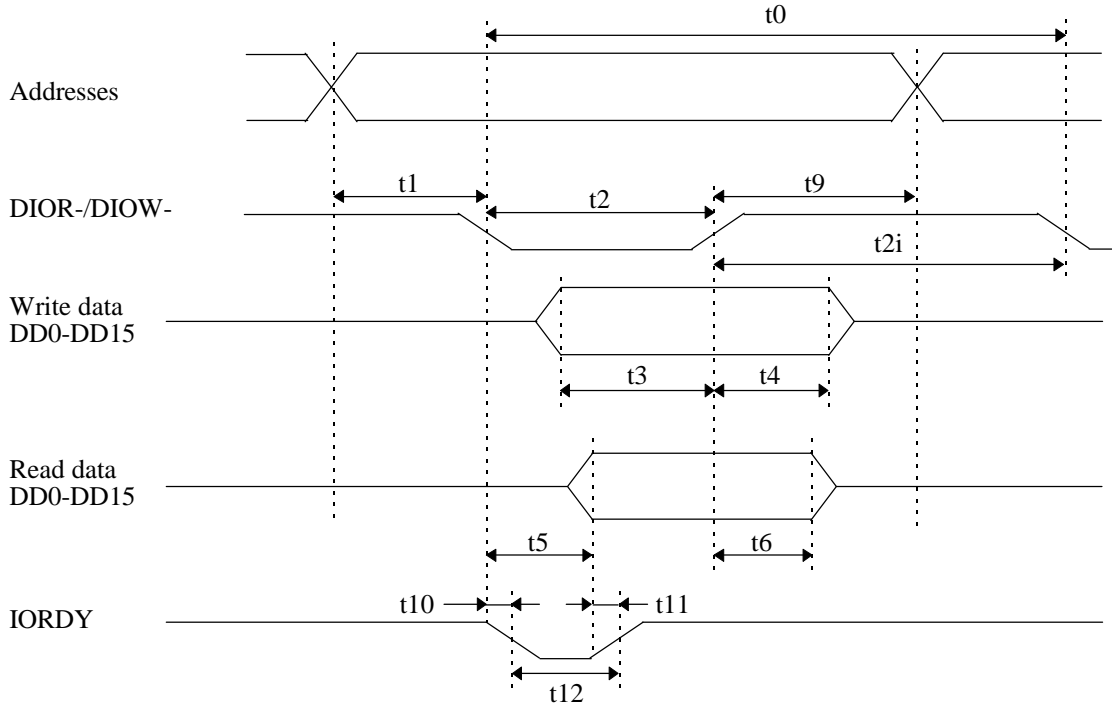 t0
Addresses
t1
t9
DIOR-/DIOW-
t2
t2i
Write data
DD0-DD15
t3
t4
Read data
DD0-DD15
t5
t6
t10
t11
IORDY
t12